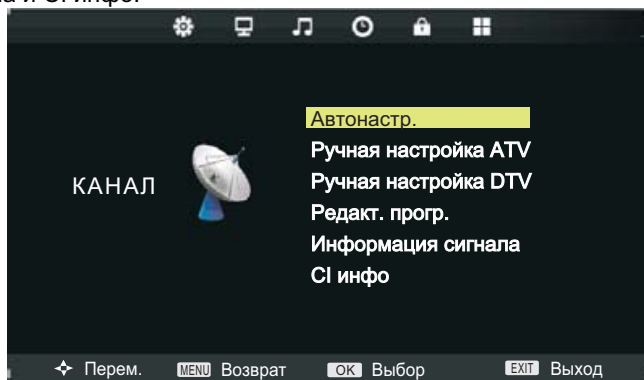 Автонастр.
Ручная настройка ATV
КАНАЛ
Ручная настройка DTV
Редакт. прогр.
Информация сигнала
CI инфо
Перем. MENU Возврат OK Выбор EXIT Выход